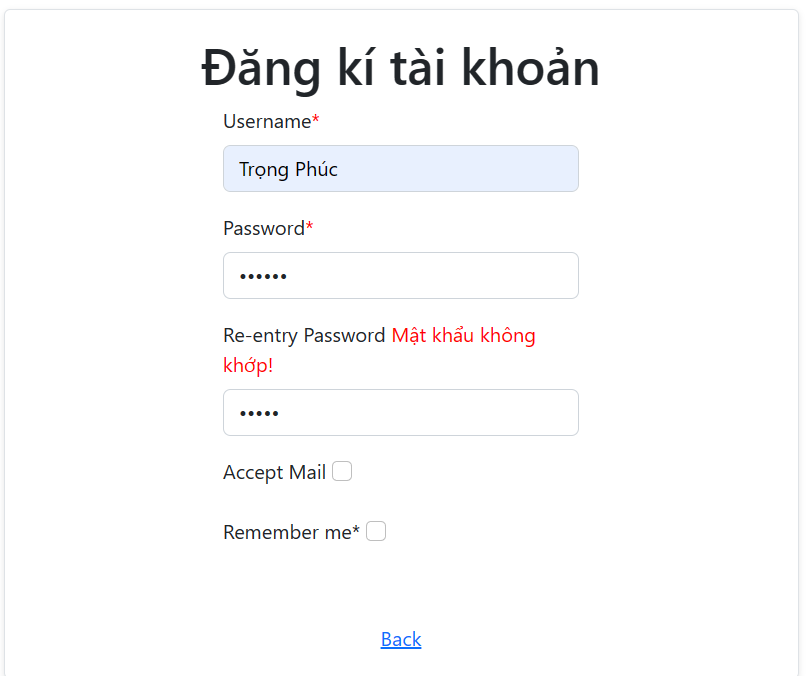 Đăng kí tài khoản
Username*
Trọng Phúc
Password*
••••••
Re-entry Password Mật khẩu không
khớp!
•••••
Accept Mail
Remember me*
Back